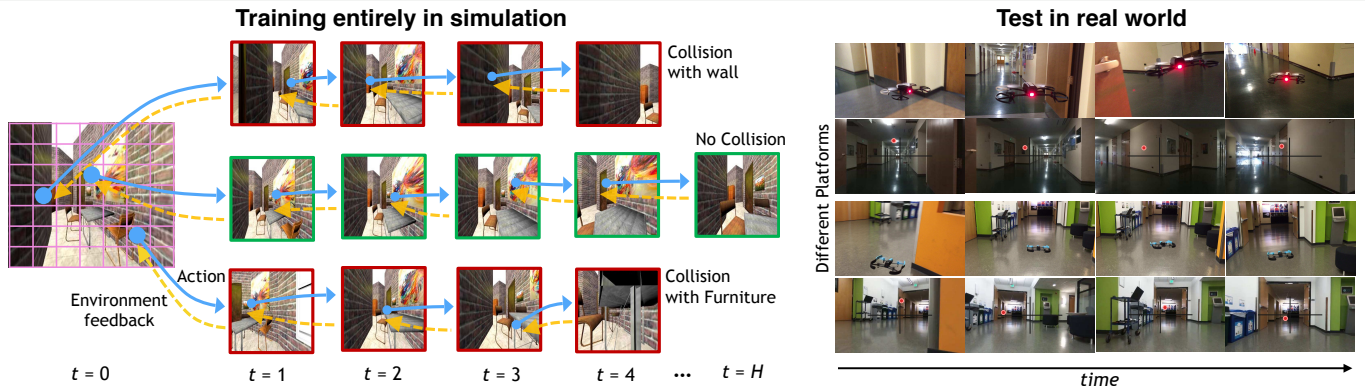 Training entirely in simulation
Test in real world
Collision
with wall
No Collision
Action
Environment
feedback
Collision
with Furniture
t = 0
t = 1
t = 2
t = 3
t = 4
...
t = H
Different Platforms
time